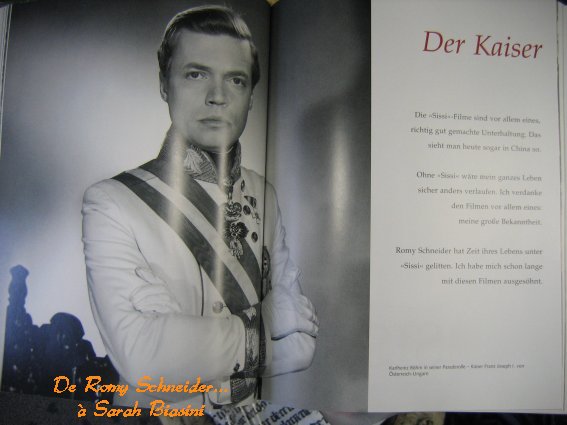 Der Kaiser
Die »Sissi«-Filme sind vor allem eines,
richtig gut gemachte Unterhaltung. Das
sieht man heute sogar in China so.
Ohne »Sissi« wäre mein ganzes Leben
sicher anders verlaufen. Ich verdanke
den Filmen vor allem eines:
meine große Bekanntheit.
Romy Schneider hat Zeit ihres Lebens unter
»Sissi« gelitten. Ich habe mich schon lange
mit diesen Filmen ausgesöhnt.
Karlheinz Böhm in seiner Paraderolle – Kaiser Franz Joseph I. von
Österreich-Ungarn
De Romy Schneider...
à Sarah Biasini